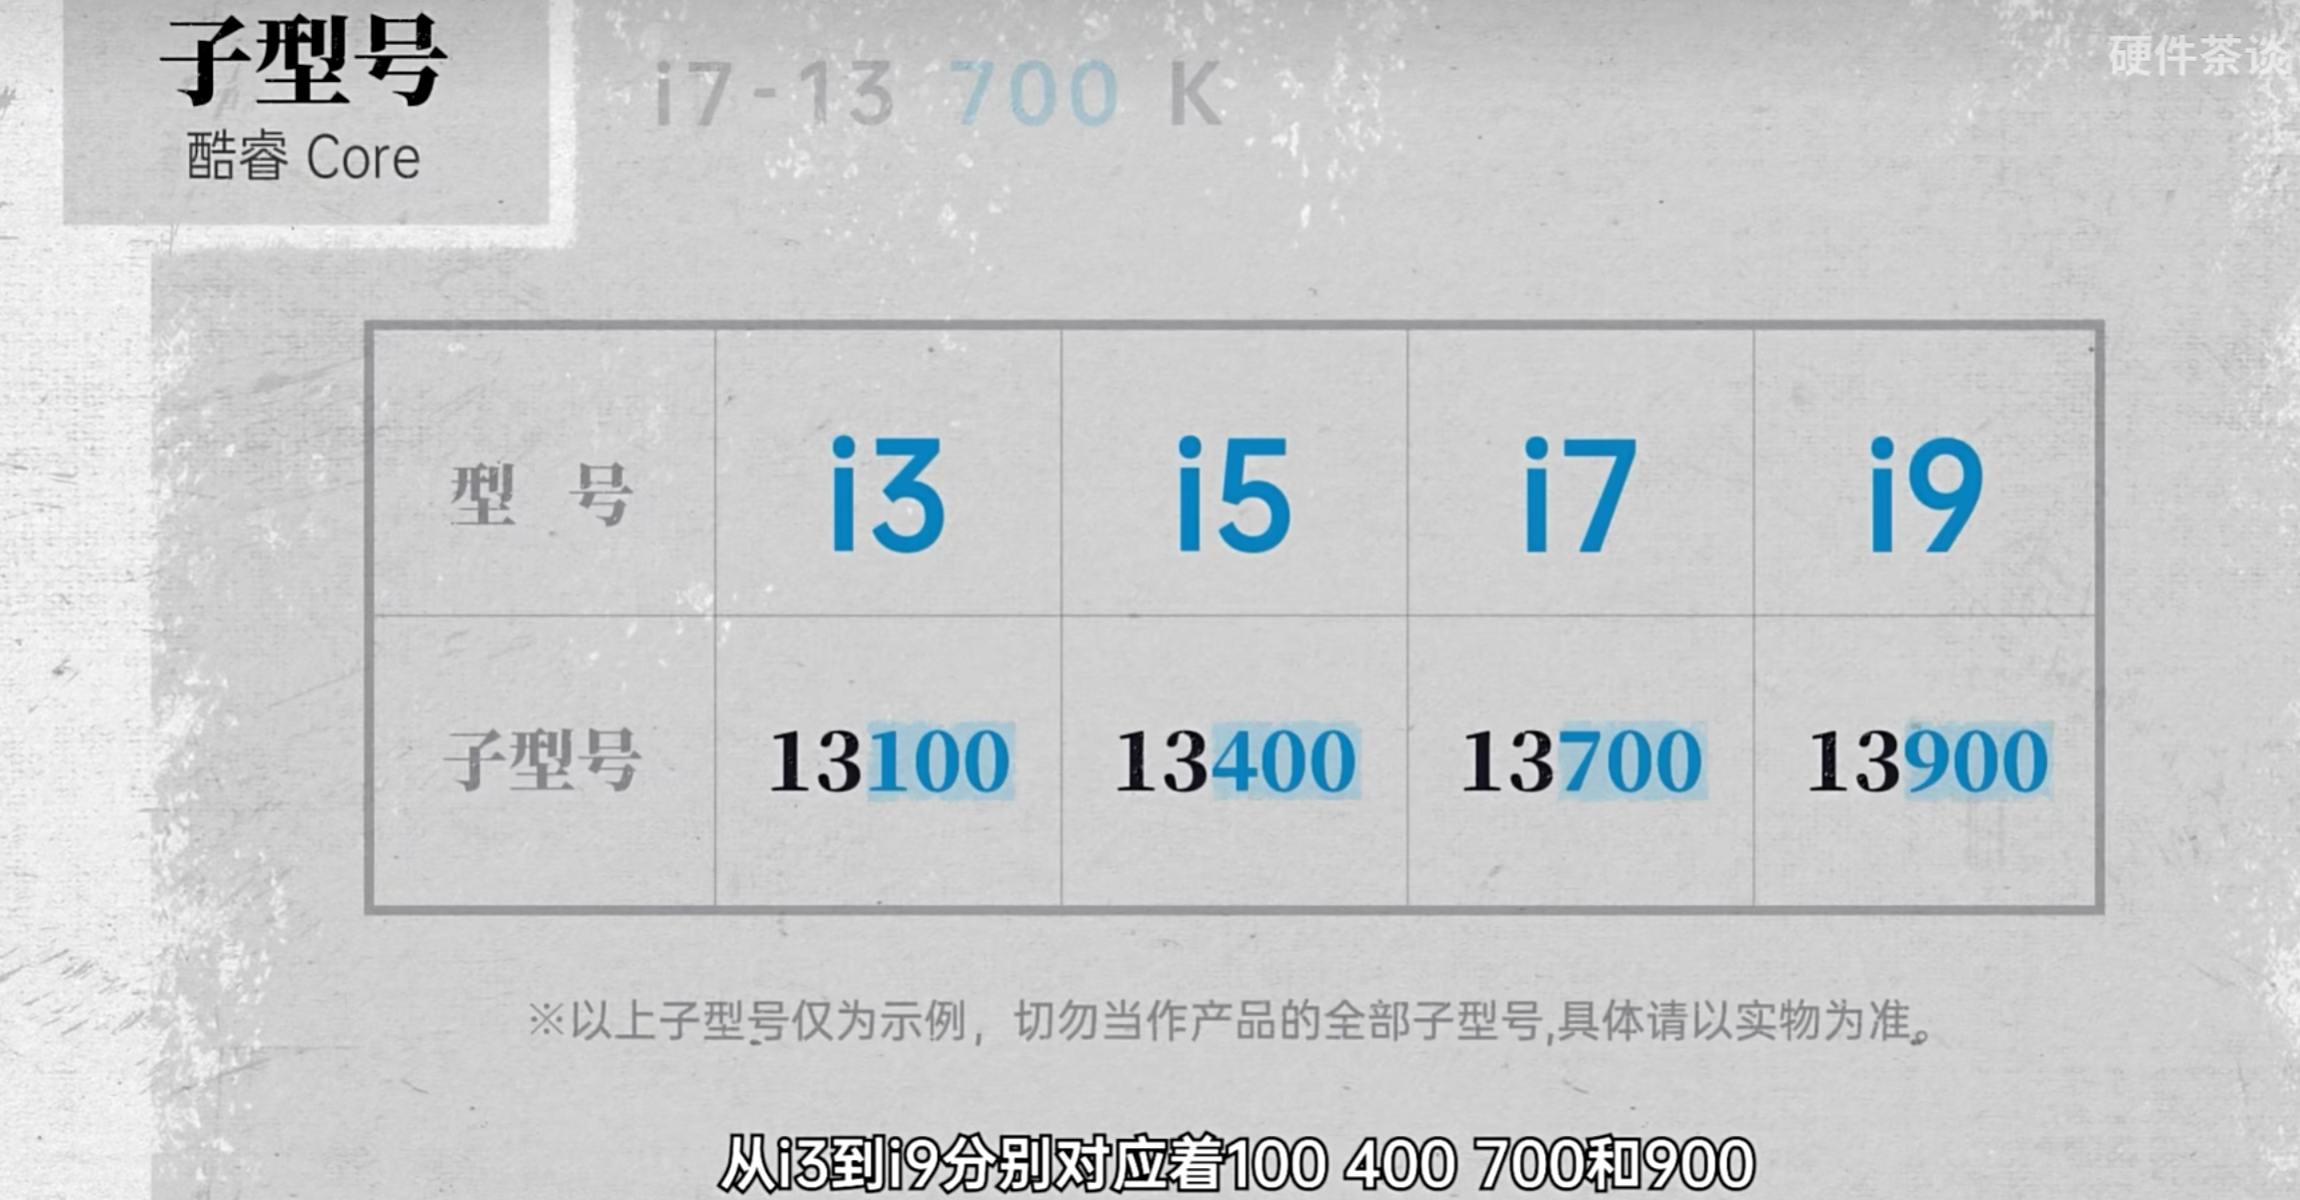 子型号
酷睿 Core
i7-13 700 K
硬件茶谈
型 号 i3 i5 i7 i9
子型号 13100 13400 13700 13900
※以上子型号仅为示例，切勿当作产品的全部子型号,具体请以实物为准。
从i3到i9分别对应着100 400 700和900